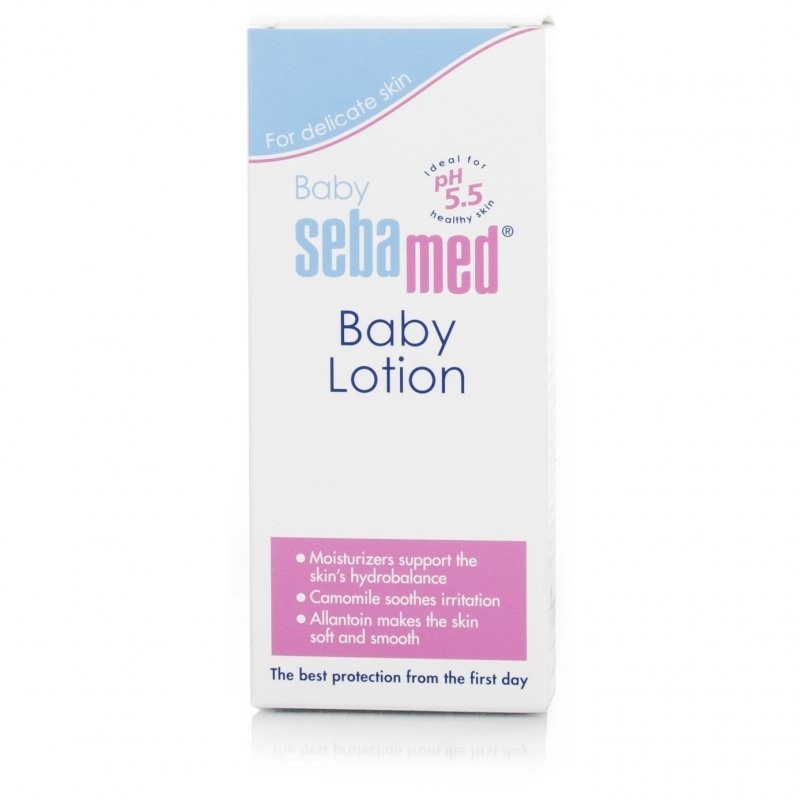 For delicate skin
Ideal for
pH
5.5
healthy skin
Baby
sebamed®
Baby
Lotion
• Moisturizers support the
skin's hydrobalance
• Camomile soothes irritation
• Allantoin makes the skin
soft and smooth
The best protection from the first day